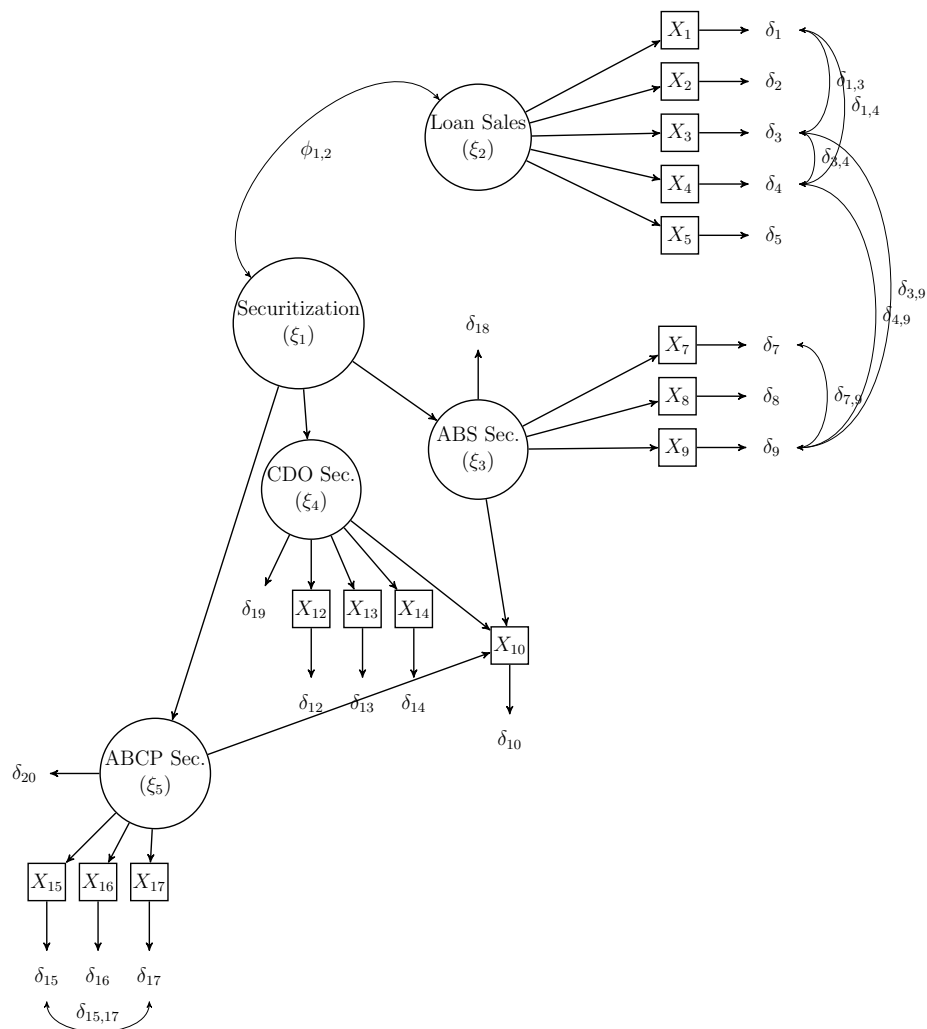 X₁ δ₁
X₂ δ₂
δ₁,₃
δ₁,₄
Loan Sales
(ξ₂)
X₃ δ₃
ϕ₁,₂
δ₃,₄
X₄ δ₄
X₅ δ₅
δ₃,₉
Securitization
(ξ₁)
δ₄,₉
δ₁₈
X₇ δ₇
X₈ δ₈
δ₇,₉
ABS Sec.
(ξ₃)
X₉ δ₉
CDO Sec.
(ξ₄)
δ₁₉ X₁₂ X₁₃ X₁₄
X₁₀
δ₁₂ δ₁₃ δ₁₄
δ₁₀
ABCP Sec.
(ξ₅)
δ₂₀
X₁₅ X₁₆ X₁₇
δ₁₅ δ₁₆ δ₁₇
δ₁₅,₁₇